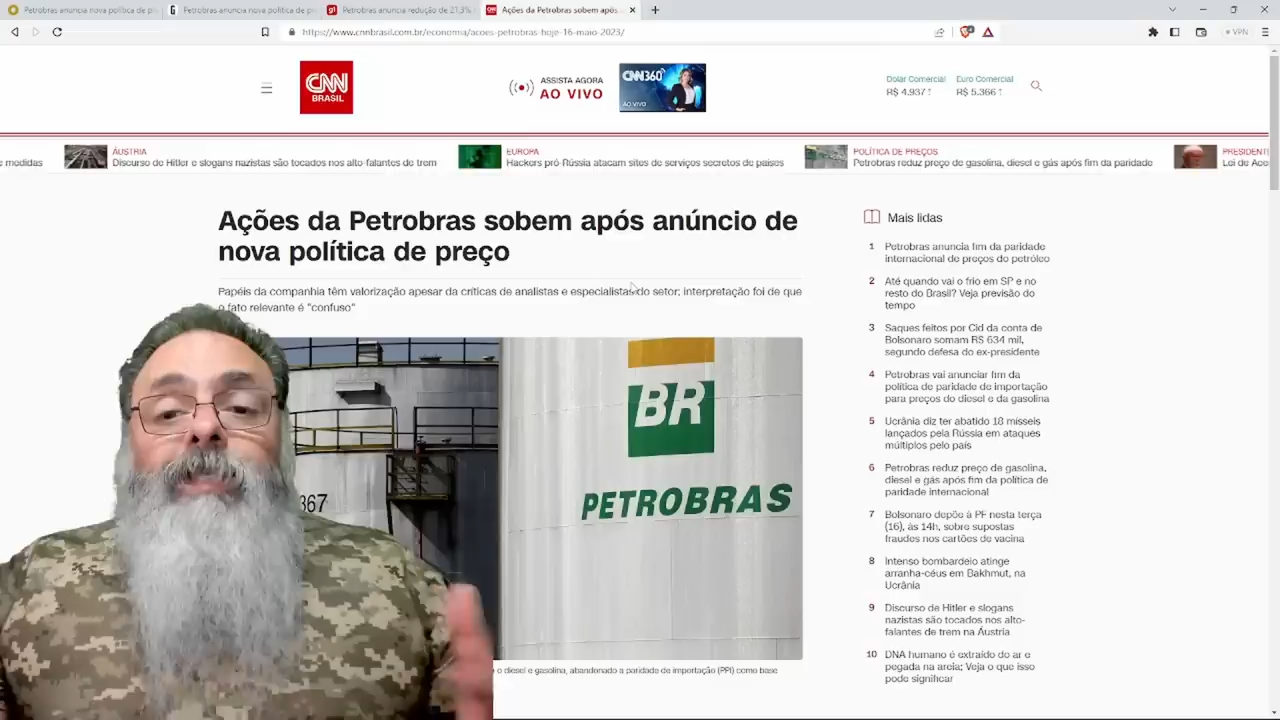 Petrobras anuncia nova política de pre
Petrobras anuncia nova política de pr
Petrobras anuncia redução de 21,3%
Ações da Petrobras sobem após
https://www.cnnbrasil.com.br/economia/acoes-petrobras-hoje-16-maio-2023/
VPN
CNN
BRASIL
ASSISTA AGORA
AO VIVO
CNN360°
AO VIVO
Dólar Comercial
R$ 4.937 ↑
Euro Comercial
R$ 5.366 ↑
e medidas
ÁUSTRIA
Discurso de Hitler e slogans nazistas são tocados nos alto-falantes de trem
EUROPA
Hackers pró-Rússia atacam sites de serviços secretos de países
POLÍTICA DE PREÇOS
Petrobras reduz preço de gasolina, diesel e gás após fim da paridade
PRESIDENT
Lei de Ace
Ações da Petrobras sobem após anúncio de
nova política de preço
Papéis da companhia têm valorização apesar da críticas de analistas e especialistas do setor; interpretação foi de que
o fato relevante é "confuso"
367
BR
PETROBRAS
o diesel e gasolina, abandonado a paridade de importação (PPI) como base
Mais lidas
1 Petrobras anuncia fim da paridade
internacional de preços do petróleo
2 Até quando vai o frio em SP e no
resto do Brasil? Veja previsão do
tempo
3 Saques feitos por Cid da conta de
Bolsonaro somam R$ 634 mil,
segundo defesa do ex-presidente
4 Petrobras vai anunciar fim da
política de paridade de importação
para preços do diesel e da gasolina
5 Ucrânia diz ter abatido 18 mísseis
lançados pela Rússia em ataques
múltiplos pelo país
6 Petrobras reduz preço de gasolina,
diesel e gás após fim da política de
paridade internacional
7 Bolsonaro depõe à PF nesta terça
(16), às 14h, sobre supostas
fraudes nos cartões de vacina
8 Intenso bombardeio atinge
arranha-céus em Bakhmut, na
Ucrânia
9 Discurso de Hitler e slogans
nazistas são tocados nos alto-
falantes de trem na Áustria
10 DNA humano é extraído do ar e
pegada na areia; Veja o que isso
pode significar